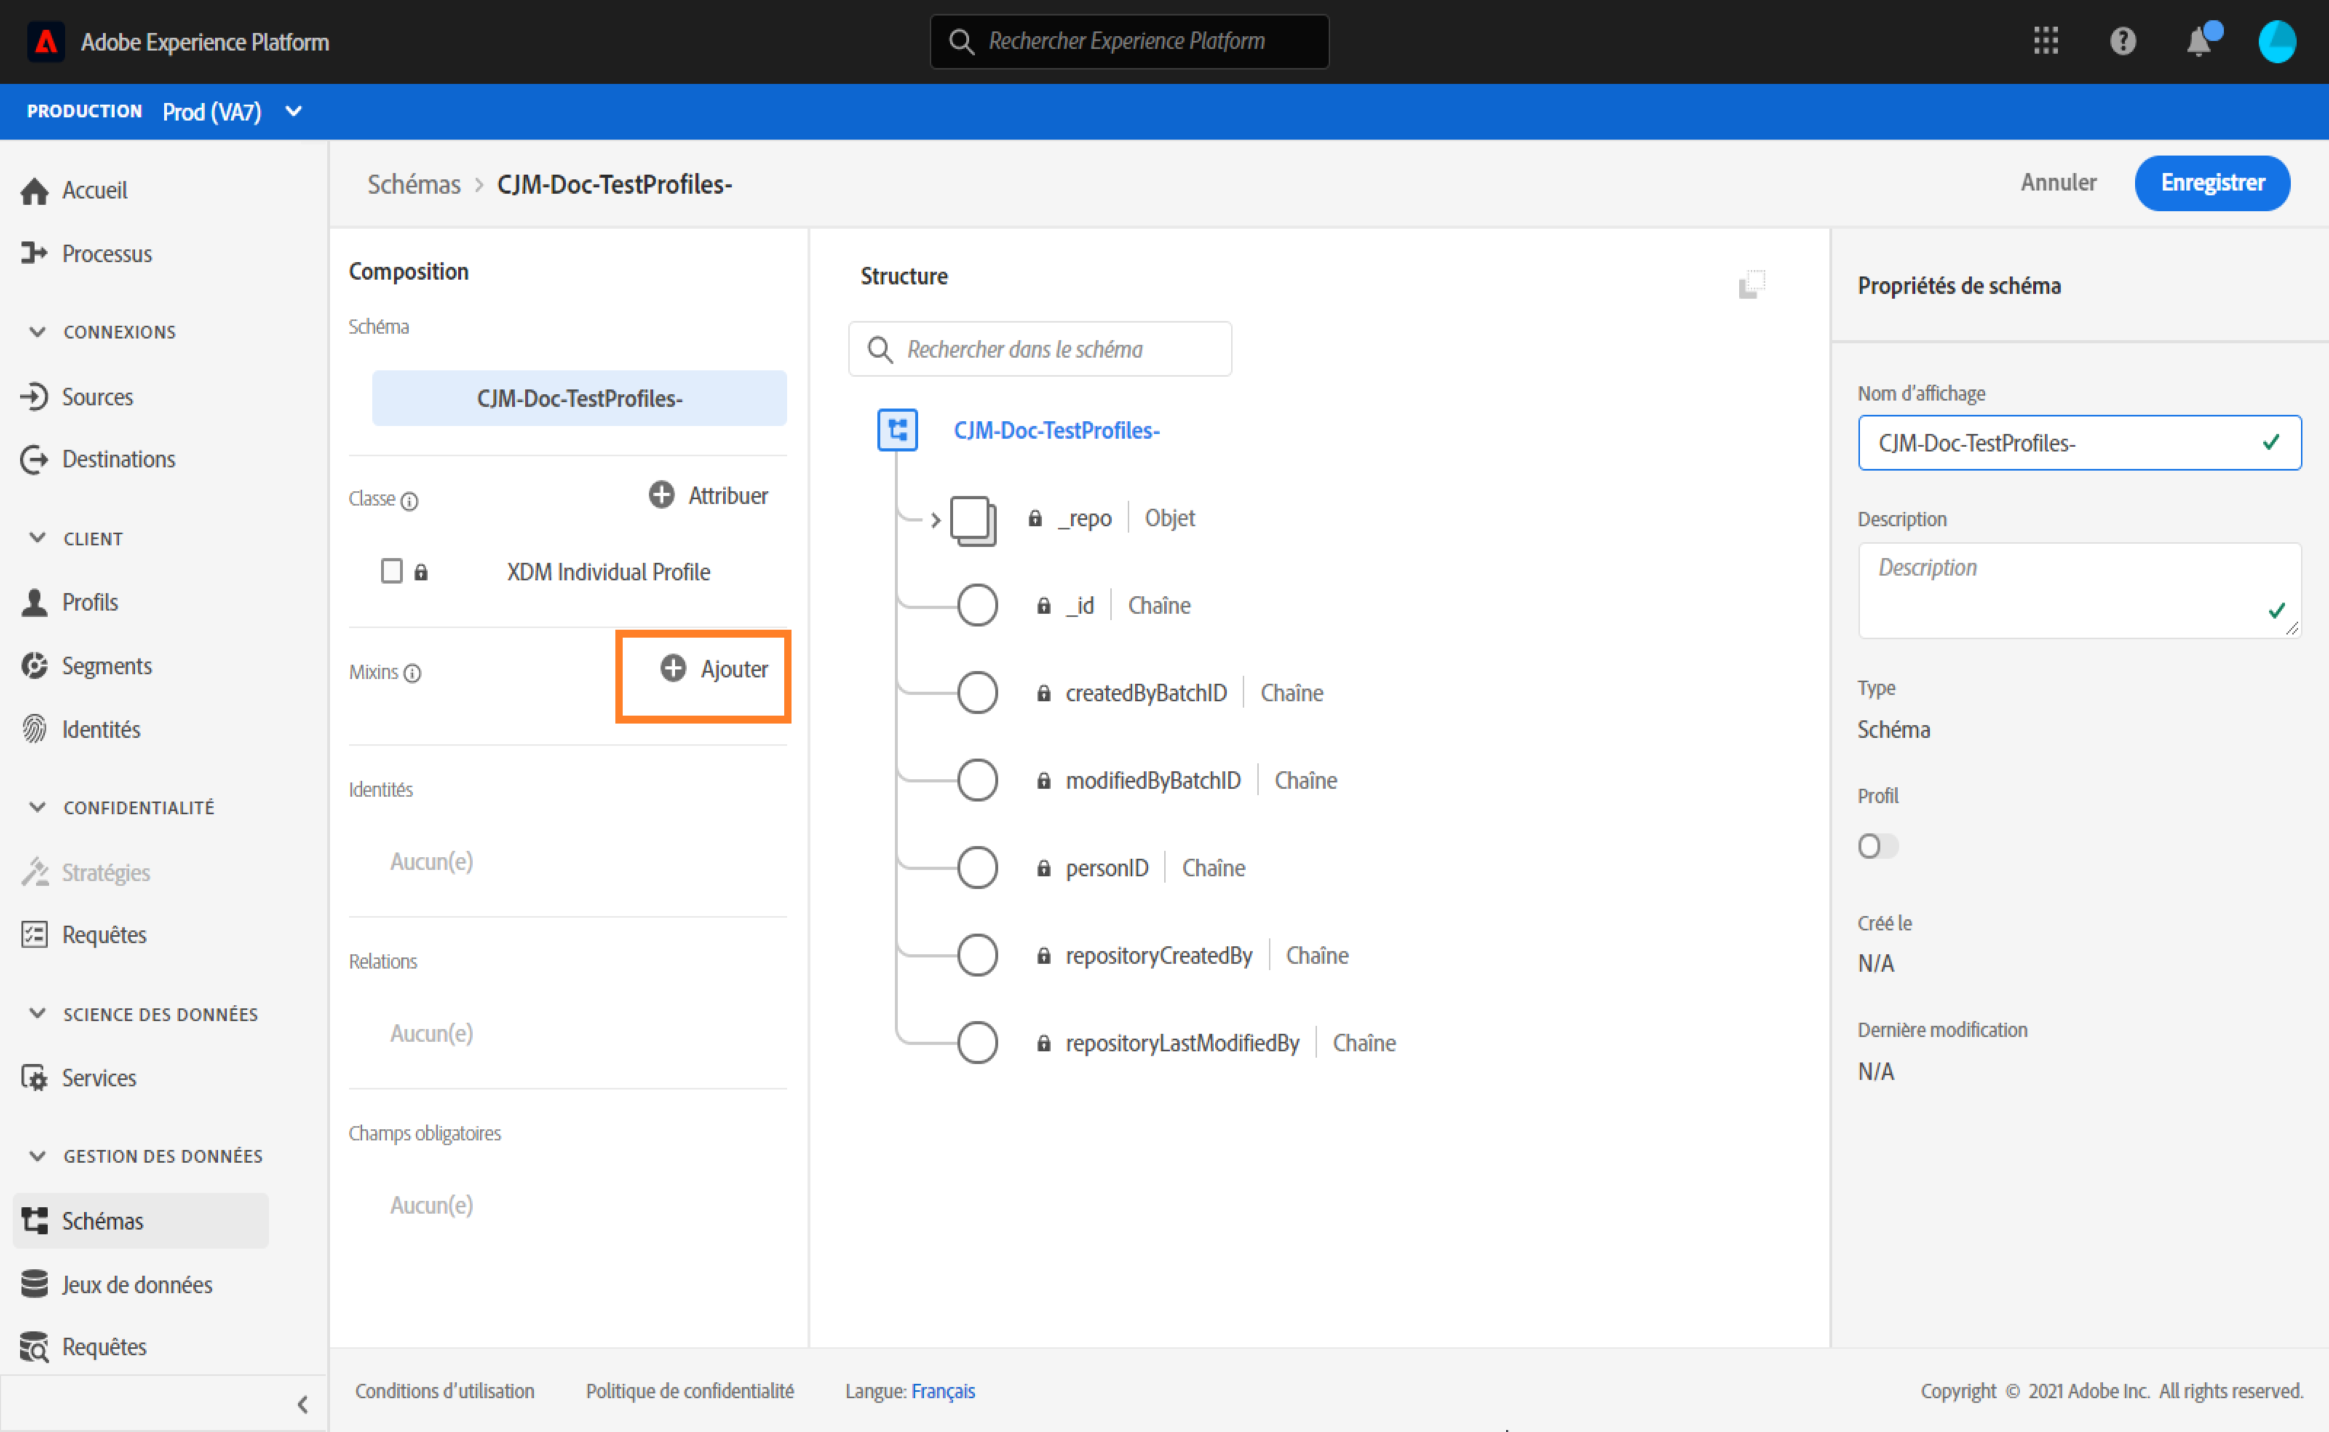 Adobe Experience Platform
Rechercher Experience Platform
PRODUCTION Prod (VA7)
Accueil
Processus
CONNEXIONS
Sources
Destinations
CLIENT
Profils
Segments
Identités
CONFIDENTIALITÉ
Stratégies
Requêtes
SCIENCE DES DONNÉES
Services
GESTION DES DONNÉES
Schémas
Jeux de données
Requêtes
Schémas > CJM-Doc-TestProfiles-
Annuler
Enregistrer
Composition
Schéma
CJM-Doc-TestProfiles-
Classe
Attribuer
XDM Individual Profile
Mixins
Ajouter
Identités
Aucun(e)
Relations
Aucun(e)
Champs obligatoires
Aucun(e)
Structure
Rechercher dans le schéma
CJM-Doc-TestProfiles-
_repo | Objet
_id | Chaîne
createdByBatchID | Chaîne
modifiedByBatchID | Chaîne
personID | Chaîne
repositoryCreatedBy | Chaîne
repositoryLastModifiedBy | Chaîne
Propriétés de schéma
Nom d'affichage
CJM-Doc-TestProfiles-
Description
Description
Type
Schéma
Profil
Créé le
N/A
Dernière modification
N/A
Conditions d'utilisation
Politique de confidentialité
Langue: Français
Copyright © 2021 Adobe Inc. All rights reserved.